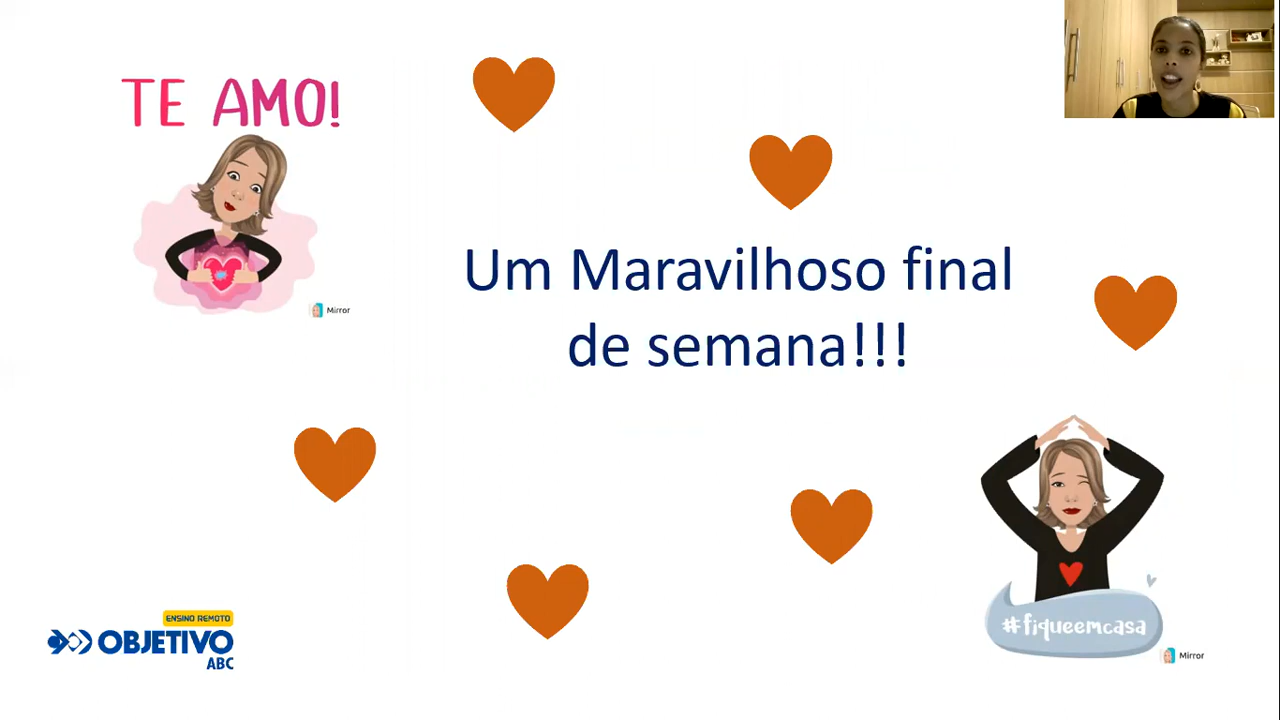 TE AMO!
Mirror
Um Maravilhoso final
de semana!!!
#fiqueemcasa
Mirror
ENSINO REMOTO
OBJETIVO
ABC